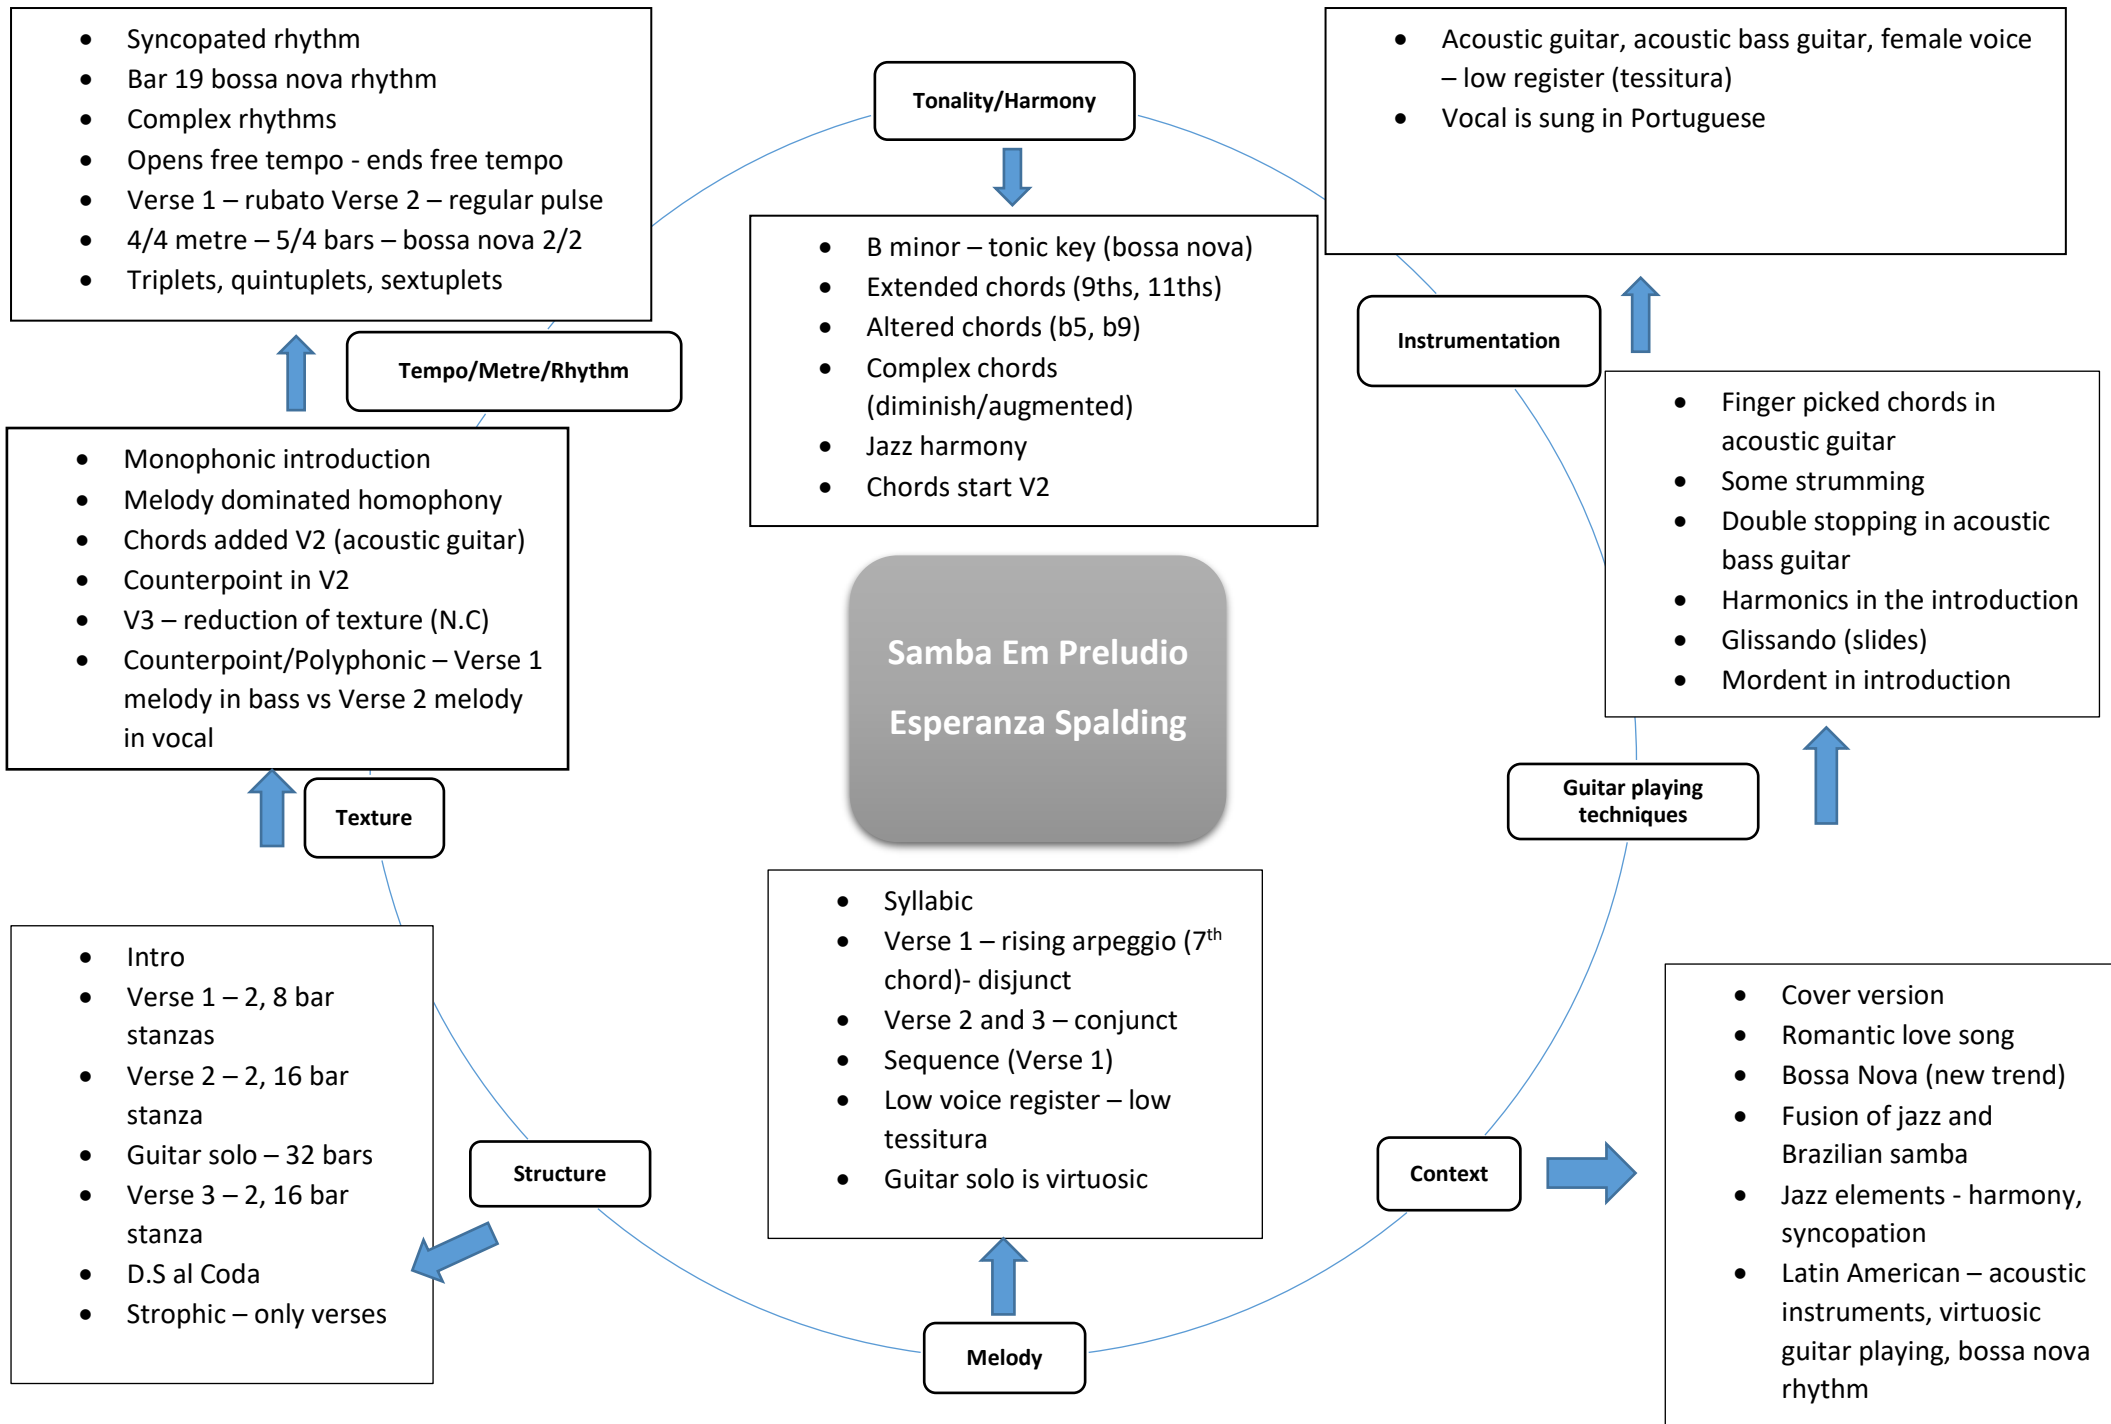 • Syncopated rhythm
• Bar 19 bossa nova rhythm
• Complex rhythms
• Opens free tempo - ends free tempo
• Verse 1 – rubato Verse 2 – regular pulse
• 4/4 metre – 5/4 bars – bossa nova 2/2
• Triplets, quintuplets, sextuplets
Tempo/Metre/Rhythm
Tonality/Harmony
• B minor – tonic key (bossa nova)
• Extended chords (9ths, 11ths)
• Altered chords (b5, b9)
• Complex chords
(diminish/augmented)
• Jazz harmony
• Chords start V2
• Acoustic guitar, acoustic bass guitar, female voice
– low register (tessitura)
• Vocal is sung in Portuguese
Instrumentation
• Monophonic introduction
• Melody dominated homophony
• Chords added V2 (acoustic guitar)
• Counterpoint in V2
• V3 – reduction of texture (N.C)
• Counterpoint/Polyphonic – Verse 1
melody in bass vs Verse 2 melody
in vocal
Texture
Samba Em Preludio
Esperanza Spalding
• Finger picked chords in
acoustic guitar
• Some strumming
• Double stopping in acoustic
bass guitar
• Harmonics in the introduction
• Glissando (slides)
• Mordent in introduction
Guitar playing
techniques
• Intro
• Verse 1 – 2, 8 bar
stanzas
• Verse 2 – 2, 16 bar
stanza
• Guitar solo – 32 bars
• Verse 3 – 2, 16 bar
stanza
• D.S al Coda
• Strophic – only verses
Structure
• Syllabic
• Verse 1 – rising arpeggio (7th
chord)- disjunct
• Verse 2 and 3 – conjunct
• Sequence (Verse 1)
• Low voice register – low
tessitura
• Guitar solo is virtuosic
Melody
Context
• Cover version
• Romantic love song
• Bossa Nova (new trend)
• Fusion of jazz and
Brazilian samba
• Jazz elements - harmony,
syncopation
• Latin American – acoustic
instruments, virtuosic
guitar playing, bossa nova
rhythm